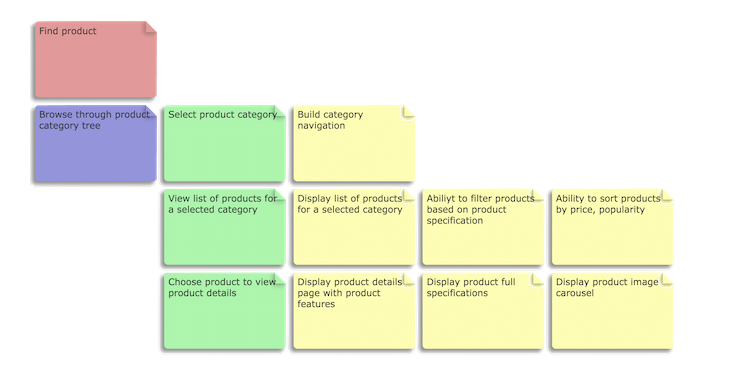 Find product
Browse through product
category tree
Select product category
Build category
navigation
View list of products for
a selected category
Display list of products
for a selected category
Abiliyt to filter products
based on product
specification
Ability to sort products
by price, popularity
Choose product to view
product details
Display product details
page with product
features
Display product full
specifications
Display product image
carousel